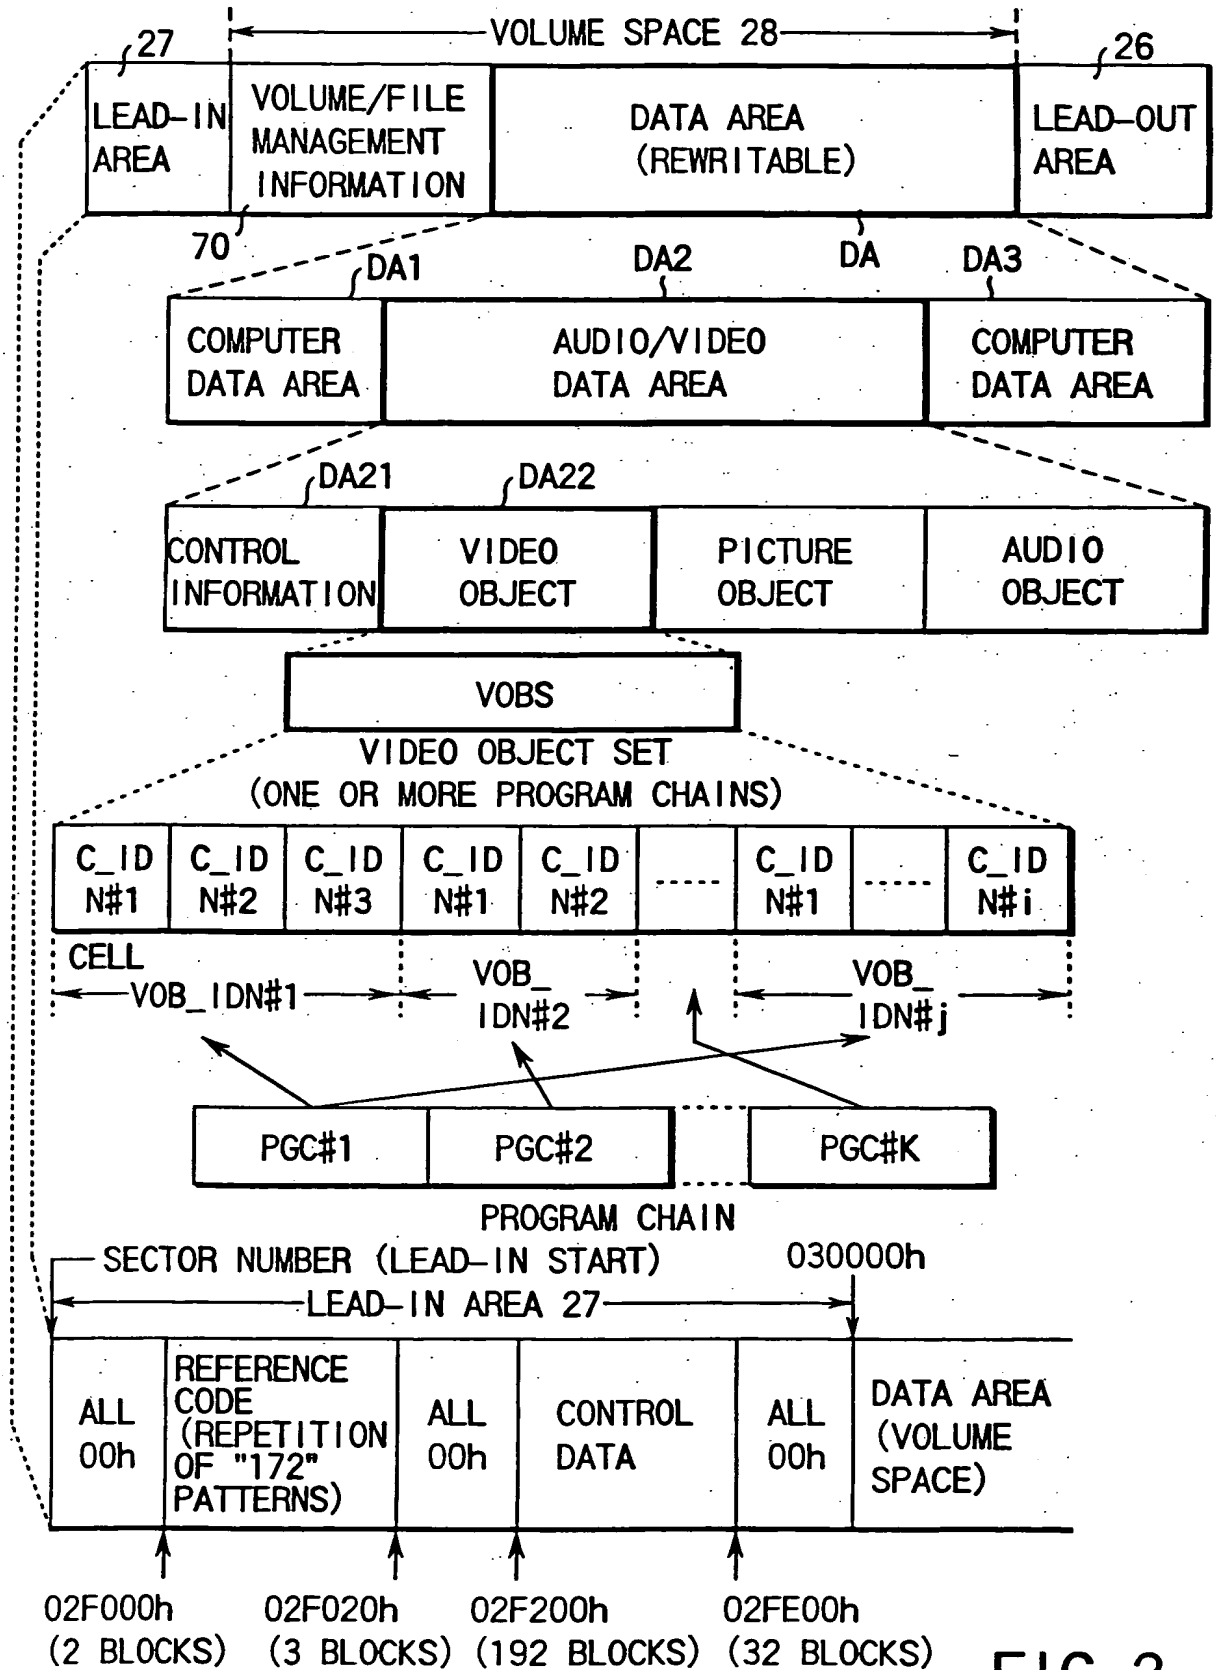 VOLUME SPACE 28
27
26
LEAD-IN
AREA
VOLUME/FILE
MANAGEMENT
INFORMATION
DATA AREA
(REWRITABLE)
LEAD-OUT
AREA
70
DA
DA1
DA2
DA3
COMPUTER
DATA AREA
AUDIO/VIDEO
DATA AREA
COMPUTER
DATA AREA
DA21
DA22
CONTROL
INFORMATION
VIDEO
OBJECT
PICTURE
OBJECT
AUDIO
OBJECT
VOBS
VIDEO OBJECT SET
(ONE OR MORE PROGRAM CHAINS)
C_ID
N#1
C_ID
N#2
C_ID
N#3
C_ID
N#1
C_ID
N#2
C_ID
N#1
C_ID
N#i
CELL
VOB_IDN#1
VOB_
IDN#2
VOB_
IDN#j
PGC#1
PGC#2
PGC#K
PROGRAM CHAIN
SECTOR NUMBER (LEAD-IN START)
030000h
LEAD-IN AREA 27
ALL
00h
REFERENCE
CODE
(REPETITION
OF "172"
PATTERNS)
ALL
00h
CONTROL
DATA
ALL
00h
DATA AREA
(VOLUME
SPACE)
02F000h
(2 BLOCKS)
02F020h
(3 BLOCKS)
02F200h
(192 BLOCKS)
02FE00h
(32 BLOCKS)